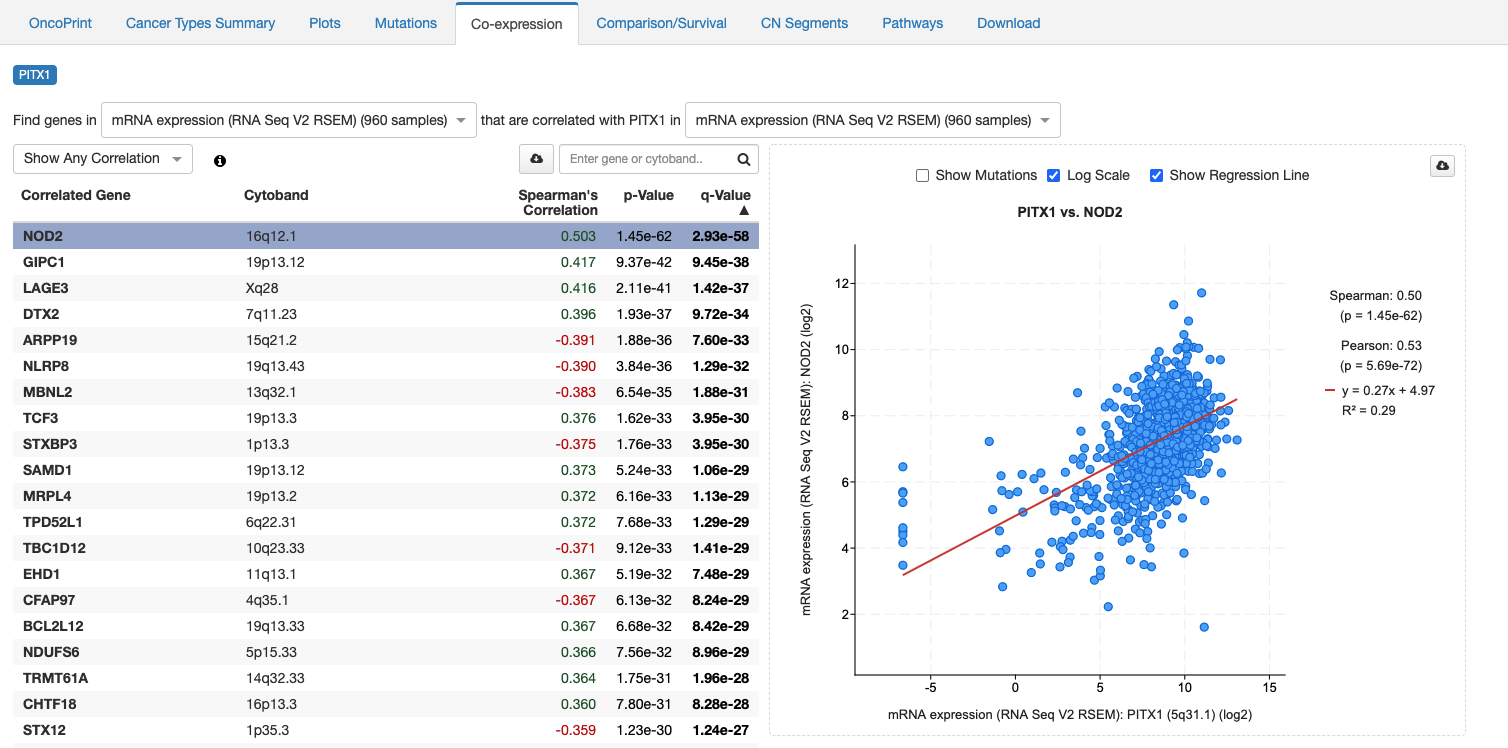 OncoPrint Cancer Types Summary Plots Mutations Co-expression Comparison/Survival CN Segments Pathways Download
PITX1
Find genes in mRNA expression (RNA Seq V2 RSEM) (960 samples) that are correlated with PITX1 in mRNA expression (RNA Seq V2 RSEM) (960 samples)
Show Any Correlation Enter gene or cytoband..
Correlated Gene Cytoband Spearman's Correlation p-Value q-Value ▲
NOD2 16q12.1 0.503 1.45e-62 2.93e-58
GIPC1 19p13.12 0.417 9.37e-42 9.45e-38
LAGE3 Xq28 0.416 2.11e-41 1.42e-37
DTX2 7q11.23 0.396 1.93e-37 9.72e-34
ARPP19 15q21.2 -0.391 1.88e-36 7.60e-33
NLRP8 19q13.43 -0.390 3.84e-36 1.29e-32
MBNL2 13q32.1 -0.383 6.54e-35 1.88e-31
TCF3 19p13.3 0.376 1.62e-33 3.95e-30
STXBP3 1p13.3 -0.375 1.76e-33 3.95e-30
SAMD1 19p13.12 0.373 5.24e-33 1.06e-29
MRPL4 19p13.2 0.372 6.16e-33 1.13e-29
TPD52L1 6q22.31 0.372 7.68e-33 1.29e-29
TBC1D12 10q23.33 -0.371 9.12e-33 1.41e-29
EHD1 11q13.1 0.367 5.19e-32 7.48e-29
CFAP97 4q35.1 -0.367 6.13e-32 8.24e-29
BCL2L12 19q13.33 0.367 6.68e-32 8.42e-29
NDUFS6 5p15.33 0.366 7.56e-32 8.96e-29
TRMT61A 14q32.33 0.364 1.75e-31 1.96e-28
CHTF18 16p13.3 0.360 7.80e-31 8.28e-28
STX12 1p35.3 -0.359 1.23e-30 1.24e-27
Show Mutations Log Scale Show Regression Line
PITX1 vs. NOD2
mRNA expression (RNA Seq V2 RSEM): NOD2 (log2)
12
10
8
6
4
2
-5 0 5 10 15
mRNA expression (RNA Seq V2 RSEM): PITX1 (5q31.1) (log2)
Spearman: 0.50
(p = 1.45e-62)
Pearson: 0.53
(p = 5.69e-72)
y = 0.27x + 4.97
R² = 0.29